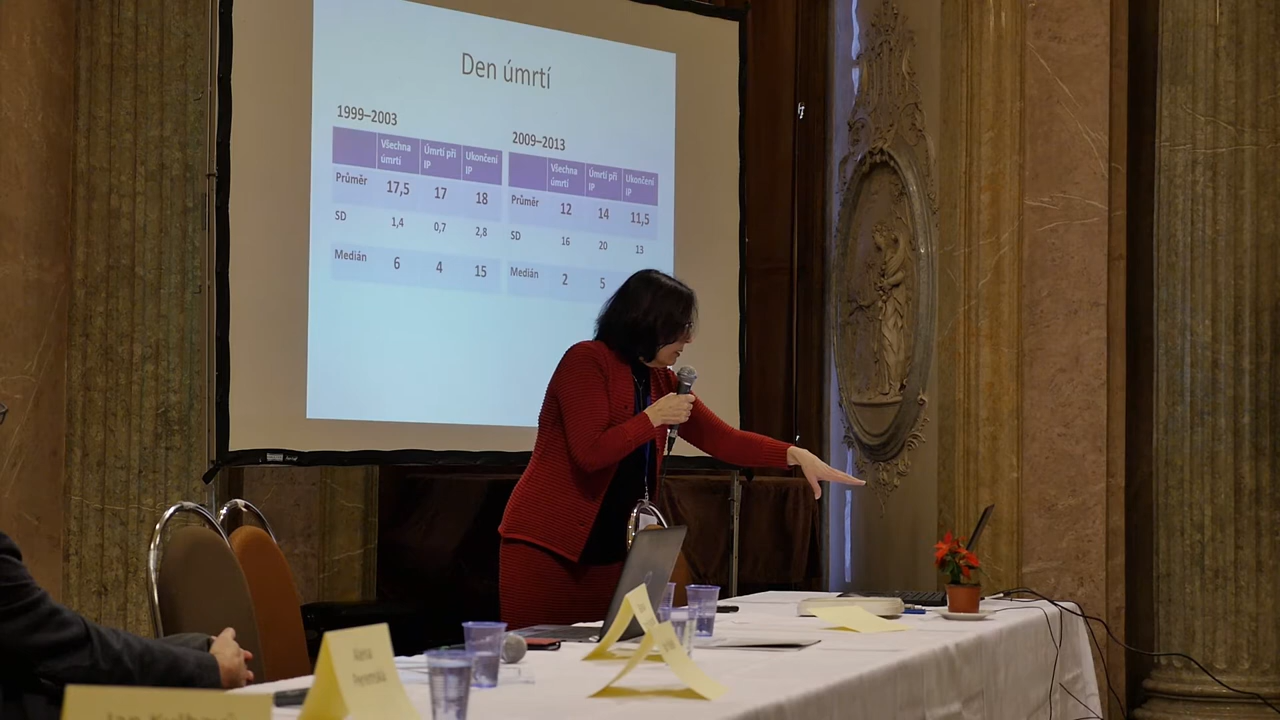 Den úmrtí
1999–2003
Všechna úmrtí Úmrtí při IP Ukončení IP
Průměr 17,5 17 18
SD 1,4 0,7 2,8
Medián 6 4 15
2009–2013
Všechna úmrtí Úmrtí při IP Ukončení IP
Průměr 12 14 11,5
SD 16 20 13
Medián 2 5
Alena